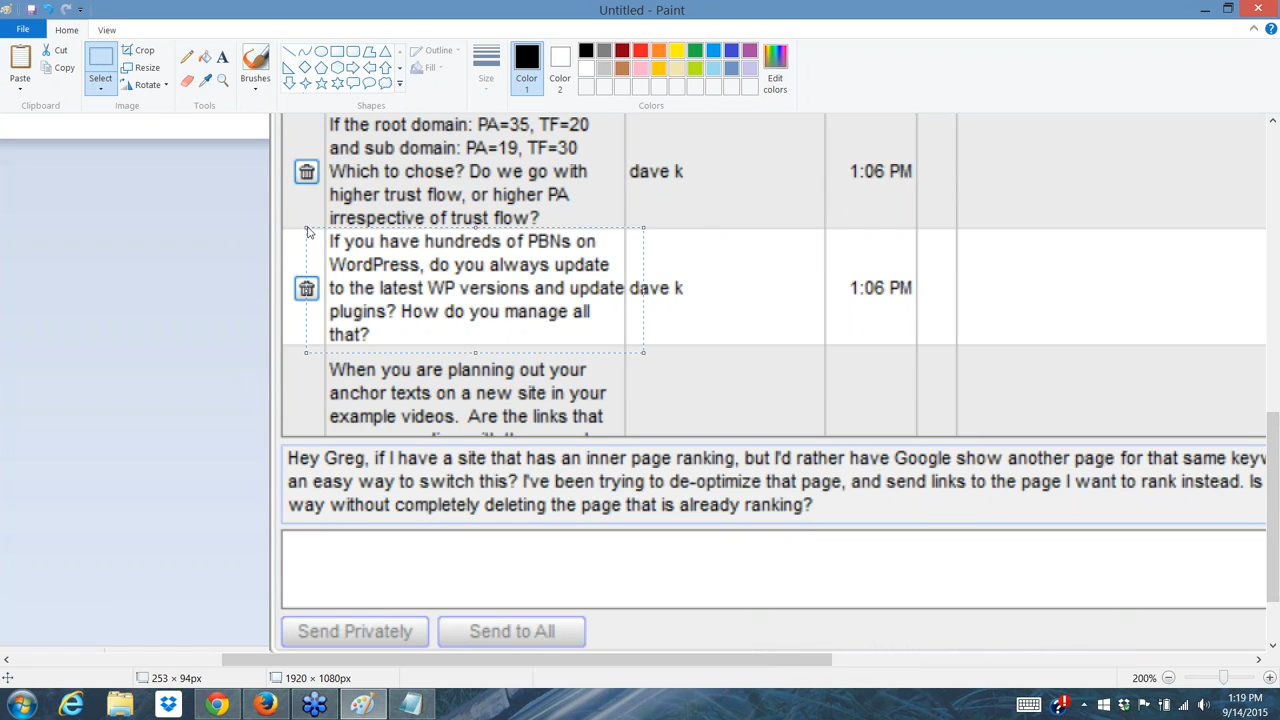 Untitled - Paint
File
Home
View
Paste
Cut
Copy
Clipboard
Select
Crop
Resize
Rotate
Image
Tools
Brushes
Shapes
Outline
Fill
Size
Color
1
Color
2
Edit
colors
Colors
If the root domain: PA=35, TF=20
and sub domain: PA=19, TF=30
Which to chose? Do we go with
higher trust flow, or higher PA
irrespective of trust flow?
dave k
1:06 PM
If you have hundreds of PBNs on
WordPress, do you always update
to the latest WP versions and update
plugins? How do you manage all
that?
dave k
1:06 PM
When you are planning out your
anchor texts on a new site in your
example videos. Are the links that
Hey Greg, if I have a site that has an inner page ranking, but I'd rather have Google show another page for that same keyw
an easy way to switch this? I've been trying to de-optimize that page, and send links to the page I want to rank instead. Is
way without completely deleting the page that is already ranking?
Send Privately
Send to All
253 × 94px
1920 × 1080px
200%
1:19 PM
9/14/2015